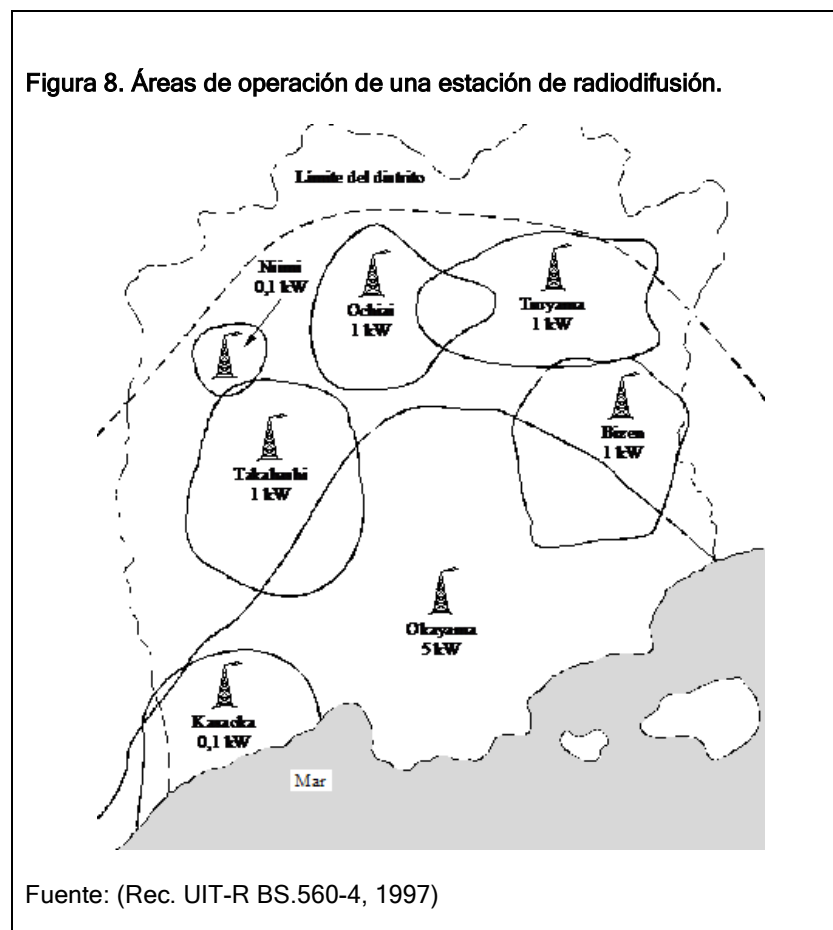 Figura 8. Áreas de operación de una estación de radiodifusión.
Límite del distrito
Niimi
0,1 kW
Ochiai
1 kW
Tuyama
1 kW
Bizen
1 kW
Takahashi
1 kW
Okayama
5 kW
0,1 kW
Mar
Fuente: (Rec. UIT-R BS.560-4, 1997)